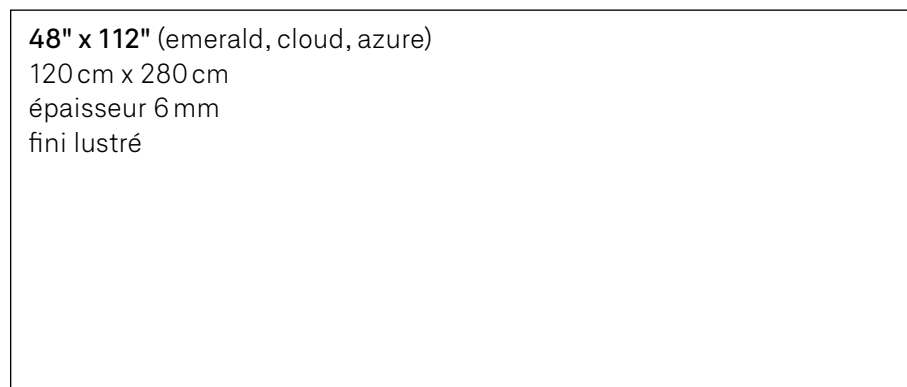 48" x 112" (emerald, cloud, azure)
120 cm x 280 cm
épaisseur 6 mm
fini lustré